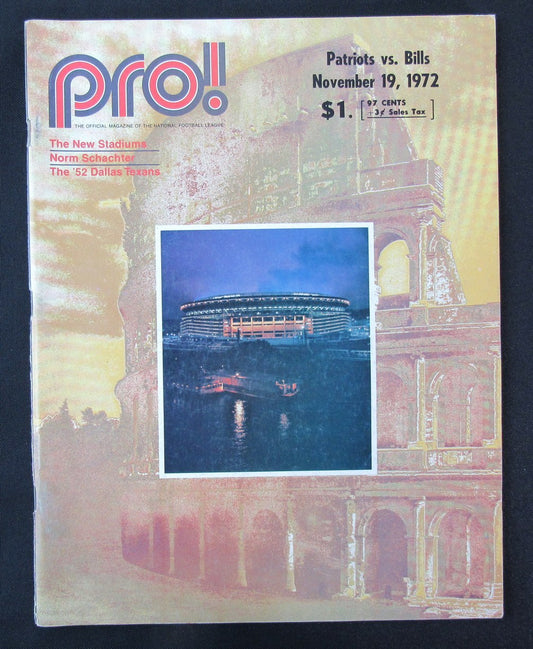 pro!
THE OFFICIAL MAGAZINE OF THE NATIONAL FOOTBALL LEAGUE
The New Stadiums
Norm Schachter
The '52 Dallas Texans
Patriots vs. Bills
November 19, 1972
$1. [97 CENTS
+3¢ Sales Tax]